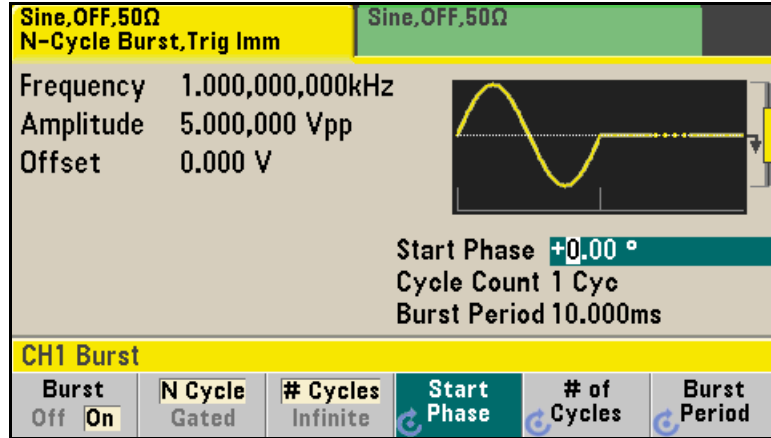 Sine,OFF,50Ω
N-Cycle Burst,Trig Imm
Sine,OFF,50Ω
Frequency 1.000,000,000kHz
Amplitude 5.000,000 Vpp
Offset 0.000 V
Start Phase +0.00 °
Cycle Count 1 Cyc
Burst Period 10.000ms
CH1 Burst
Burst
Off On
N Cycle
Gated
# Cycles
Infinite
Start
Phase
# of
Cycles
Burst
Period